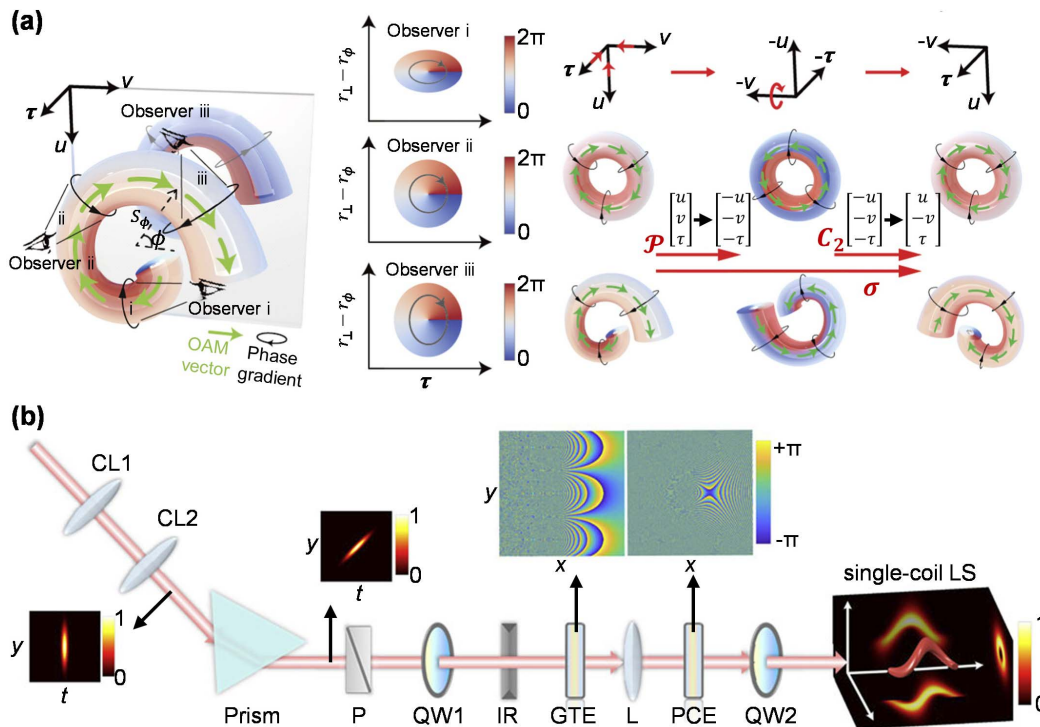 (a)
v
τ
u
Observer iii
iii
ii
S_{ϕ,}
ϕ
Observer ii
i
Observer i
OAM
vector
Phase
gradient
Observer i
r⊥ − rϕ
2π
0
Observer ii
r⊥ − rϕ
2π
0
Observer iii
r⊥ − rϕ
2π
0
τ
v
τ
u
-u
-τ
-v
-v
τ
u
𝒫 [u v τ] → [-u -v -τ]
C₂ [-u -v -τ] → [u -v τ]
σ
(b)
CL1
CL2
y
t
1
0
Prism
y
t
1
0
P
QW1
IR
GTE
L
PCE
QW2
y
x
x
+π
-π
single-coil LS
1
0